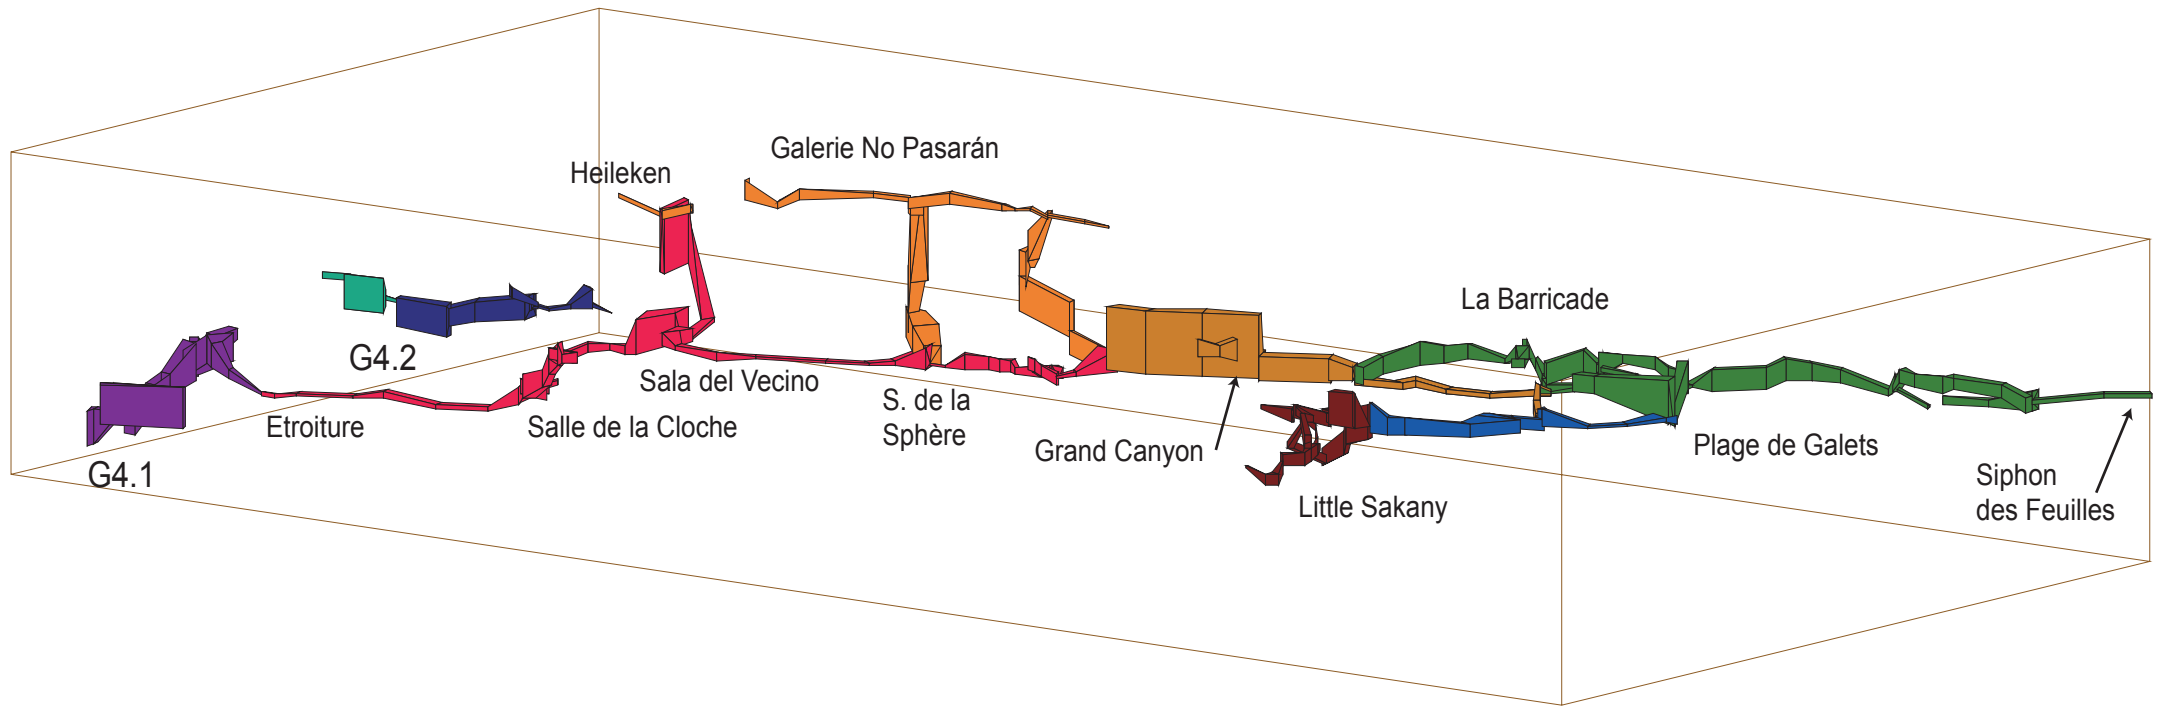 Galerie No Pasarán
Heileken
La Barricade
G4.2
Sala del Vecino
S. de la
Sphère
Etroiture
Salle de la Cloche
Grand Canyon
Plage de Galets
G4.1
Siphon
des Feuilles
Little Sakany